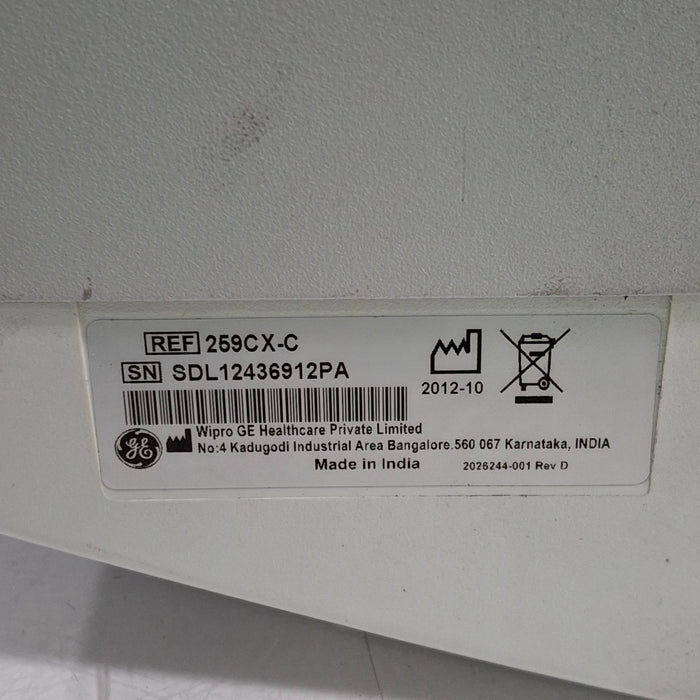 REF 259CX-C
SN SDL12436912PA
2012-10
GE
Wipro GE Healthcare Private Limited
No:4 Kadugodi Industrial Area Bangalore.560 067 Karnataka, INDIA
Made in India
2026244-001 Rev D